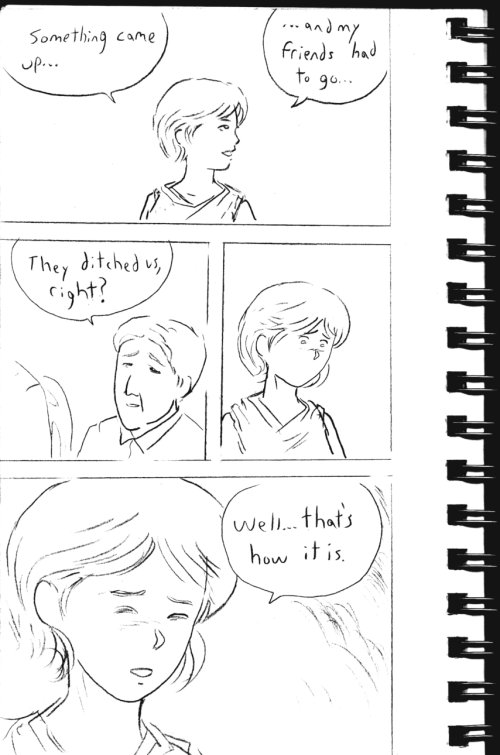 Something came
up...
...and my
friends had
to go...
They ditched us,
right?
Well... that's
how it is.